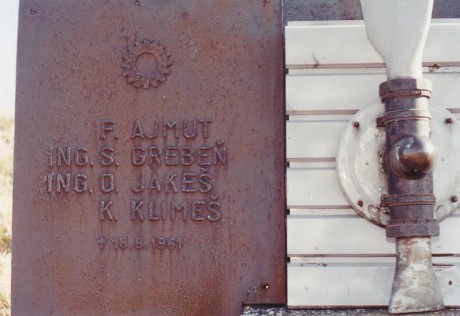 F. AJMUT
ING. S. GREBEŇ
ING. O. JAKEŠ
K. KLIMEŠ
† 18.8.1961